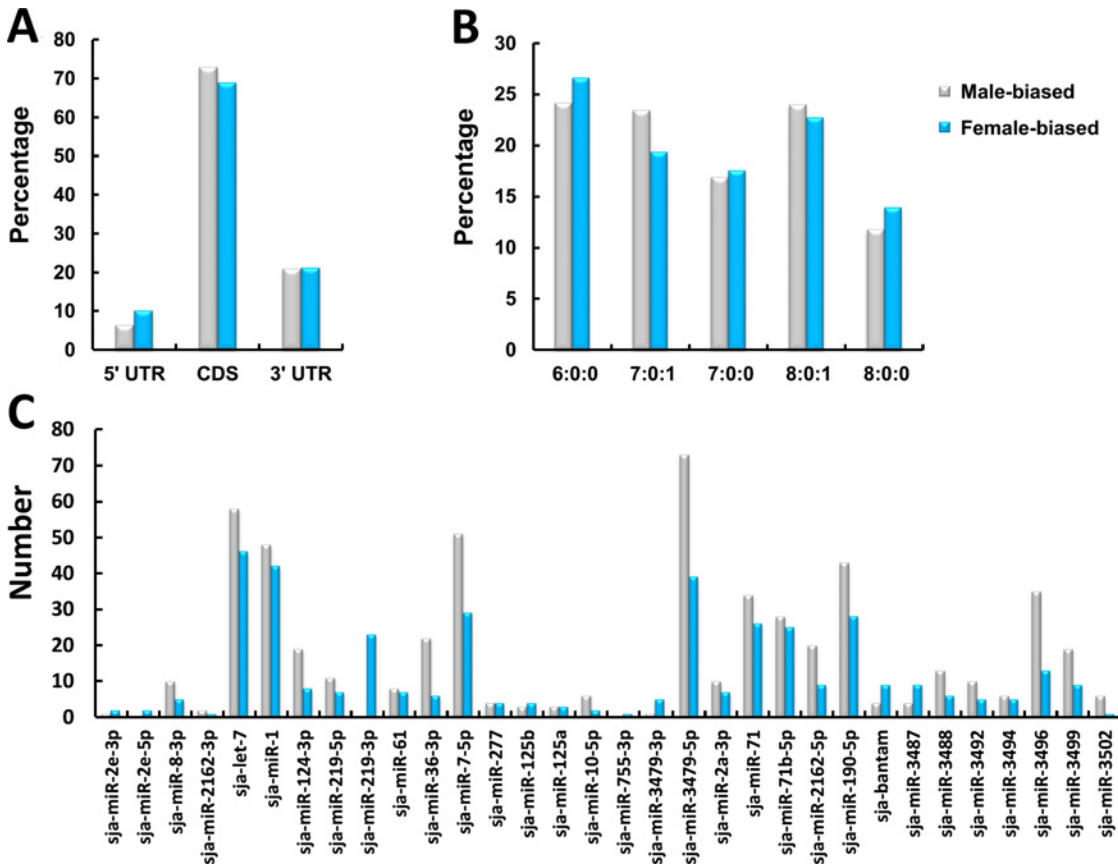 A
Percentage
80
70
60
50
40
30
20
10
0
5' UTR
CDS
3' UTR
B
Percentage
30
25
20
15
10
5
0
6:0:0
7:0:1
7:0:0
8:0:1
8:0:0
Male-biased
Female-biased
C
Number
80
70
60
50
40
30
20
10
0
sja-miR-2e-3p
sja-miR-2e-5p
sja-miR-8-3p
sja-miR-2162-3p
sja-let-7
sja-miR-1
sja-miR-124-3p
sja-miR-219-5p
sja-miR-219-3p
sja-miR-61
sja-miR-36-3p
sja-miR-7-5p
sja-miR-277
sja-miR-125b
sja-miR-125a
sja-miR-10-5p
sja-miR-755-3p
sja-miR-3479-3p
sja-miR-3479-5p
sja-miR-2a-3p
sja-miR-71
sja-miR-71b-5p
sja-miR-2162-5p
sja-miR-190-5p
sja-bantam
sja-miR-3487
sja-miR-3488
sja-miR-3492
sja-miR-3494
sja-miR-3496
sja-miR-3499
sja-miR-3502